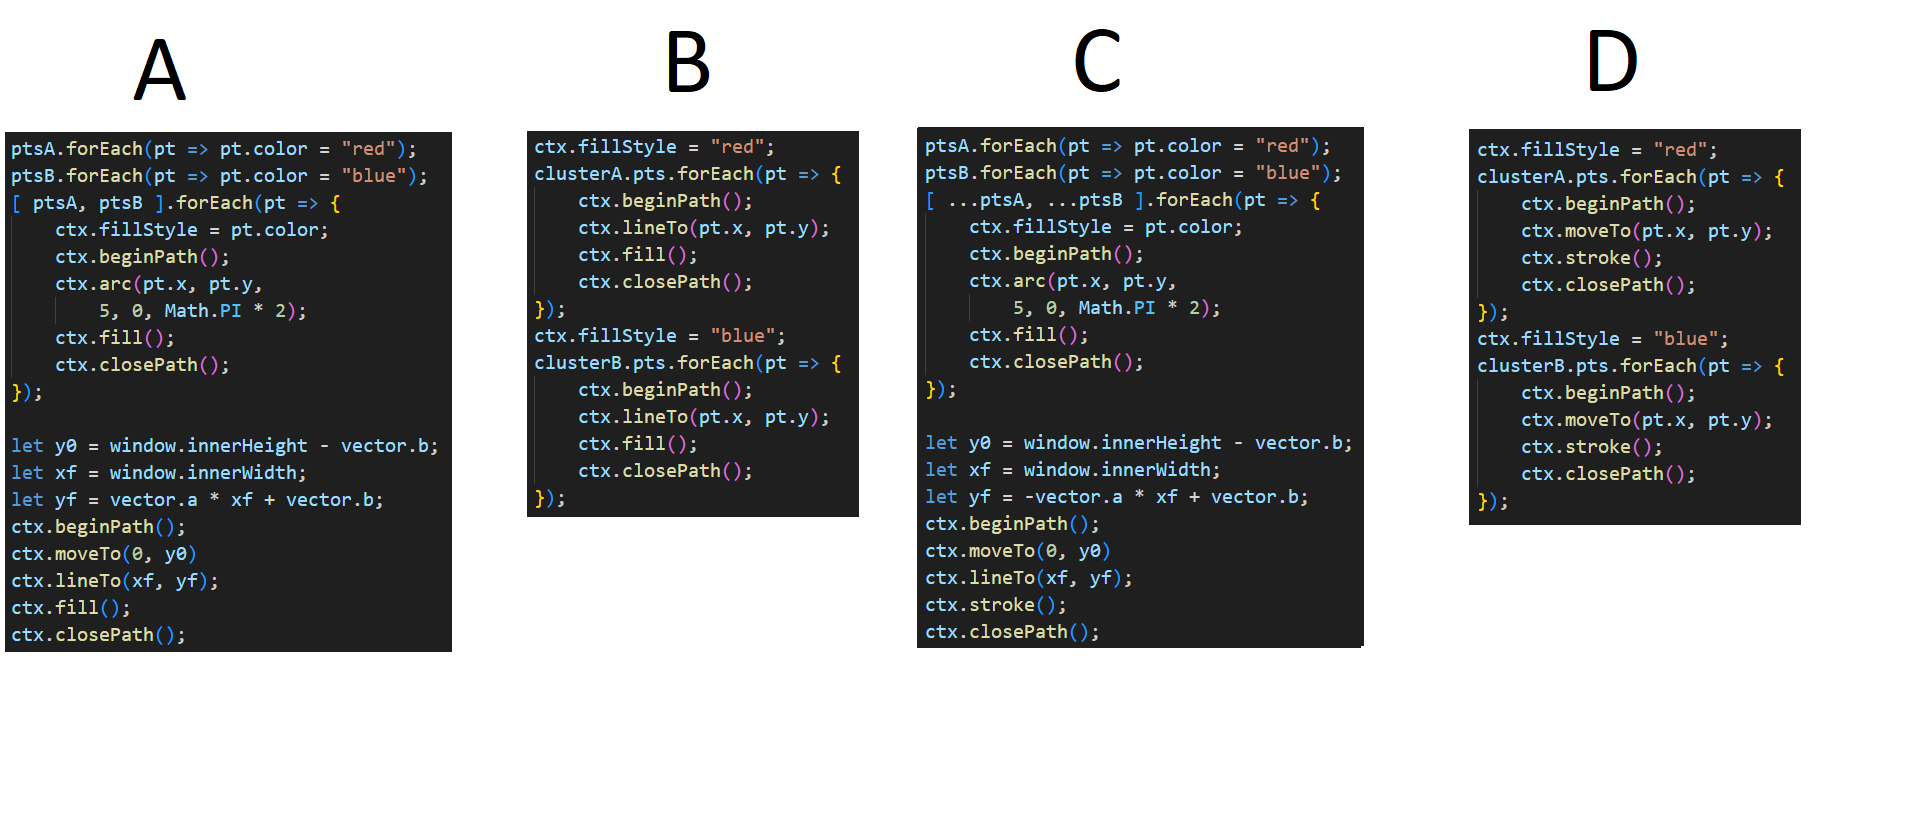 A
ptsA.forEach(pt => pt.color = "red");
ptsB.forEach(pt => pt.color = "blue");
[ ptsA, ptsB ].forEach(pt => {
    ctx.fillStyle = pt.color;
    ctx.beginPath();
    ctx.arc(pt.x, pt.y,
        5, 0, Math.PI * 2);
    ctx.fill();
    ctx.closePath();
});

let y0 = window.innerHeight - vector.b;
let xf = window.innerWidth;
let yf = vector.a * xf + vector.b;
ctx.beginPath();
ctx.moveTo(0, y0)
ctx.lineTo(xf, yf);
ctx.fill();
ctx.closePath();
B
ctx.fillStyle = "red";
clusterA.pts.forEach(pt => {
    ctx.beginPath();
    ctx.lineTo(pt.x, pt.y);
    ctx.fill();
    ctx.closePath();
});
ctx.fillStyle = "blue";
clusterB.pts.forEach(pt => {
    ctx.beginPath();
    ctx.lineTo(pt.x, pt.y);
    ctx.fill();
    ctx.closePath();
});
C
ptsA.forEach(pt => pt.color = "red");
ptsB.forEach(pt => pt.color = "blue");
[ ...ptsA, ...ptsB ].forEach(pt => {
    ctx.fillStyle = pt.color;
    ctx.beginPath();
    ctx.arc(pt.x, pt.y,
        5, 0, Math.PI * 2);
    ctx.fill();
    ctx.closePath();
});

let y0 = window.innerHeight - vector.b;
let xf = window.innerWidth;
let yf = -vector.a * xf + vector.b;
ctx.beginPath();
ctx.moveTo(0, y0)
ctx.lineTo(xf, yf);
ctx.stroke();
ctx.closePath();
D
ctx.fillStyle = "red";
clusterA.pts.forEach(pt => {
    ctx.beginPath();
    ctx.moveTo(pt.x, pt.y);
    ctx.stroke();
    ctx.closePath();
});
ctx.fillStyle = "blue";
clusterB.pts.forEach(pt => {
    ctx.beginPath();
    ctx.moveTo(pt.x, pt.y);
    ctx.stroke();
    ctx.closePath();
});